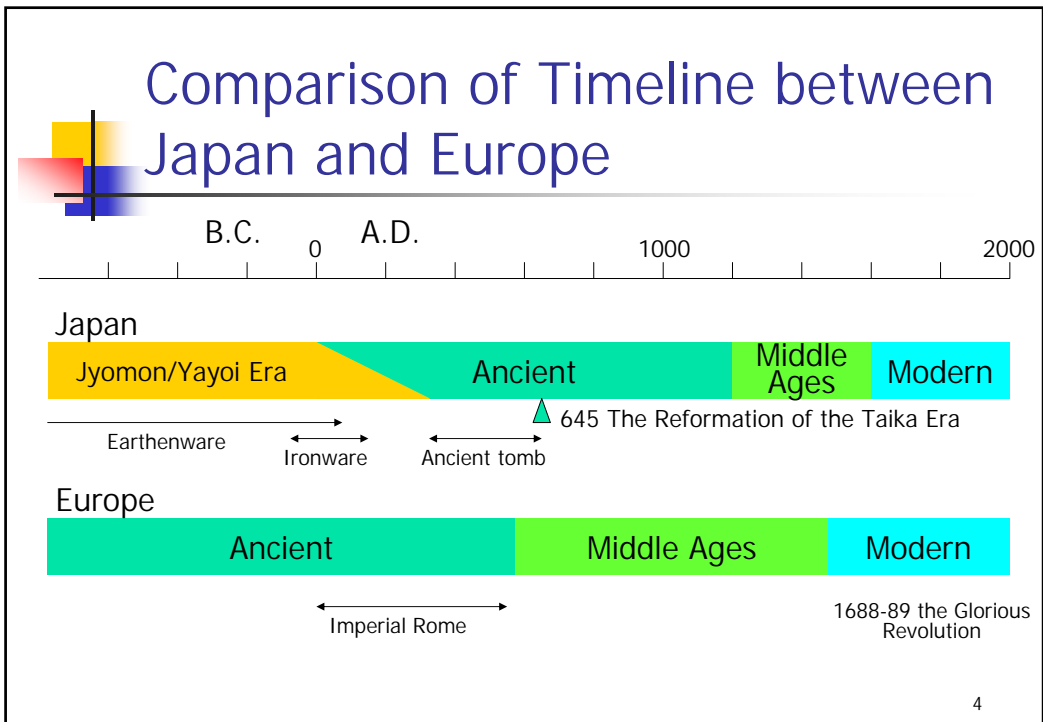 Comparison of Timeline between
Japan and Europe
B.C.
0
A.D.
1000
2000
Japan
Jyomon/Yayoi Era
Ancient
Middle
Ages
Modern
645 The Reformation of the Taika Era
Earthenware
Ironware
Ancient tomb
Europe
Ancient
Middle Ages
Modern
Imperial Rome
1688-89 the Glorious
Revolution
4